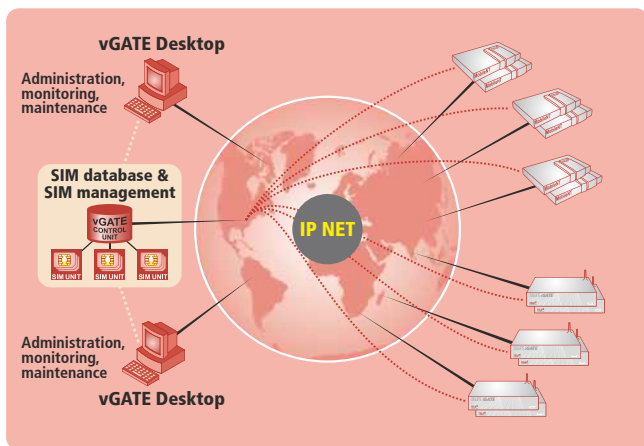 vGATE Desktop
Administration,
monitoring,
maintenance
SIM database &
SIM management
vGATE
CONTROL
UNIT
SIM UNIT
SIM UNIT
SIM UNIT
IP NET
Administration,
monitoring,
maintenance
vGATE Desktop